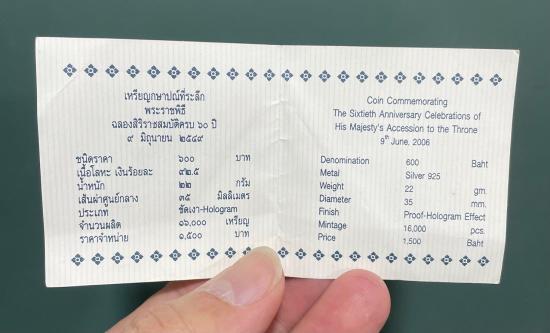 เหรียญกษาปณ์ที่ระลึก
พระราชพิธี
ฉลองสิริราชสมบัติครบ ๖๐ ปี
๙ มิถุนายน ๒๕๔๙
ชนิดราคา ๖๐๐ บาท
เนื้อโลหะ เงินร้อยละ ๙๒.๕
น้ำหนัก ๒๒ กรัม
เส้นผ่าศูนย์กลาง ๓๕ มิลลิเมตร
ประเภท ขัดเงา-Hologram
จำนวนผลิต ๑๖,๐๐๐ เหรียญ
ราคาจำหน่าย ๑,๕๐๐ บาท
Coin Commemorating
The Sixtieth Anniversary Celebrations of
His Majesty's Accession to the Throne
9th June, 2006
Denomination 600 Baht
Metal Silver 925
Weight 22 gm.
Diameter 35 mm.
Finish Proof-Hologram Effect
Mintage 16,000 pcs.
Price 1,500 Baht